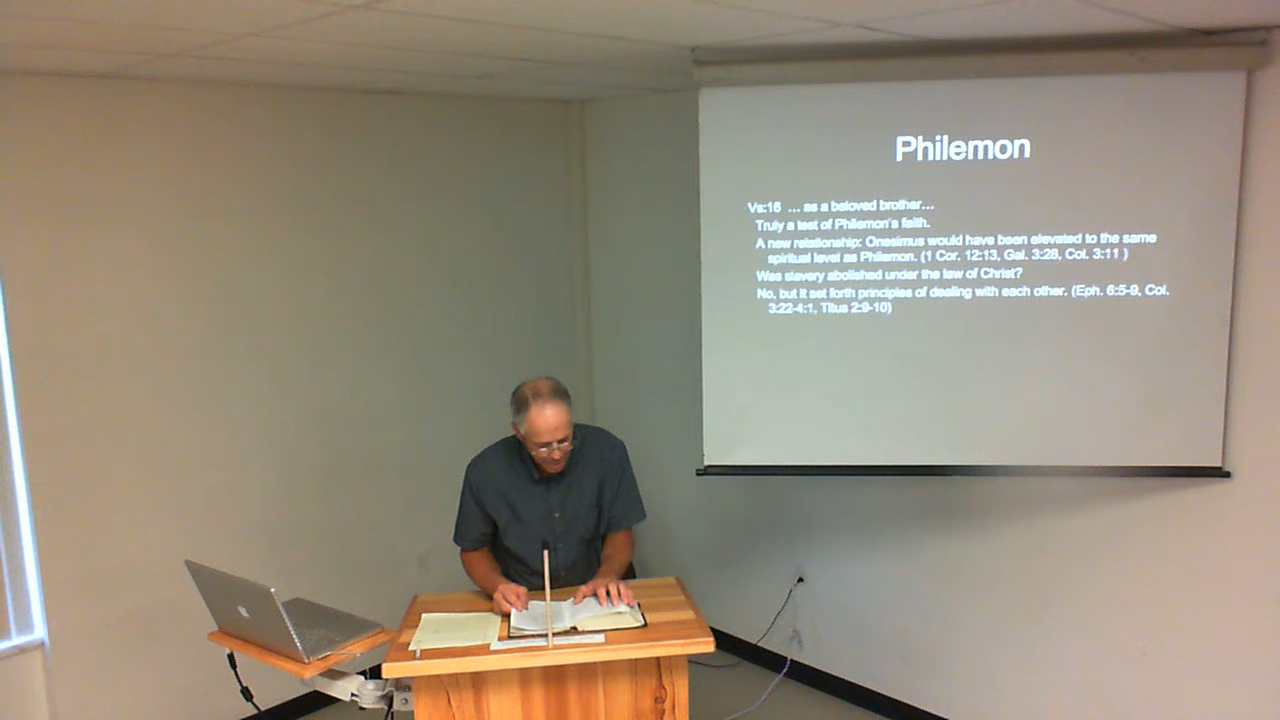 Philemon
Vs:16 ... as a beloved brother...
Truly a test of Philemon's faith.
A new relationship: Onesimus would have been elevated to the same
spiritual level as Philemon. (1 Cor. 12:13, Gal. 3:28, Col. 3:11 )
Was slavery abolished under the law of Christ?
No, but it set forth principles of dealing with each other. (Eph. 6:5-9, Col.
3:22-4:1, Titus 2:9-10)